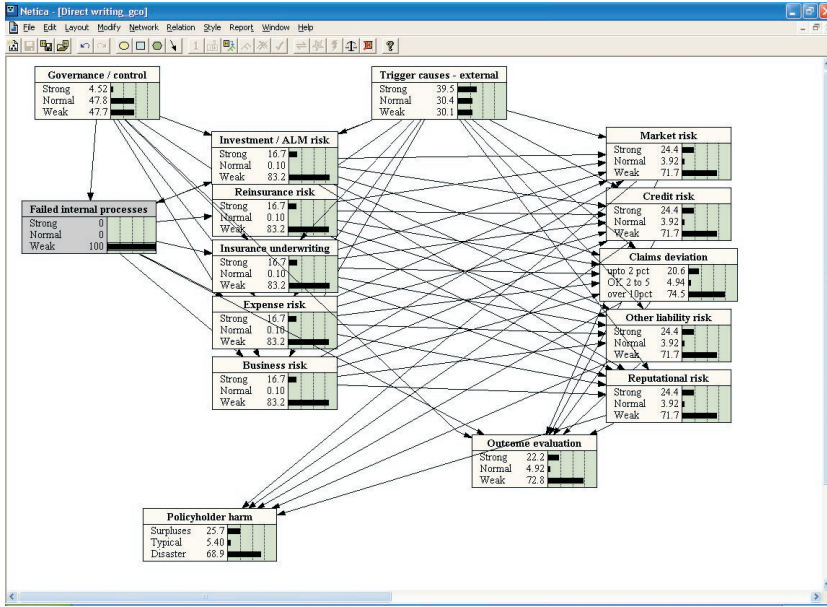 Netica - [Direct writing_gco]
File Edit Layout Modify Network Relation Style Report Window Help
Governance / control
Strong 4.52
Normal 47.8
Weak 47.7
Trigger causes - external
Strong 39.5
Normal 30.4
Weak 30.1
Investment / ALM risk
Strong 16.7
Normal 0.10
Weak 83.2
Reinsurance risk
Strong 16.7
Normal 0.10
Weak 83.2
Failed internal processes
Strong 0
Normal 0
Weak 100
Insurance underwriting
Strong 16.7
Normal 0.10
Weak 83.2
Expense risk
Strong 16.7
Normal 0.10
Weak 83.2
Business risk
Strong 16.7
Normal 0.10
Weak 83.2
Market risk
Strong 24.4
Normal 3.92
Weak 71.7
Credit risk
Strong 24.4
Normal 3.92
Weak 71.7
Claims deviation
upto 2 pct 20.6
OK 2 to 5 4.94
over 10pct 74.5
Other liability risk
Strong 24.4
Normal 3.92
Weak 71.7
Reputational risk
Strong 24.4
Normal 3.92
Weak 71.7
Outcome evaluation
Strong 22.2
Normal 4.92
Weak 72.8
Policyholder harm
Surpluses 25.7
Typical 5.40
Disaster 68.9